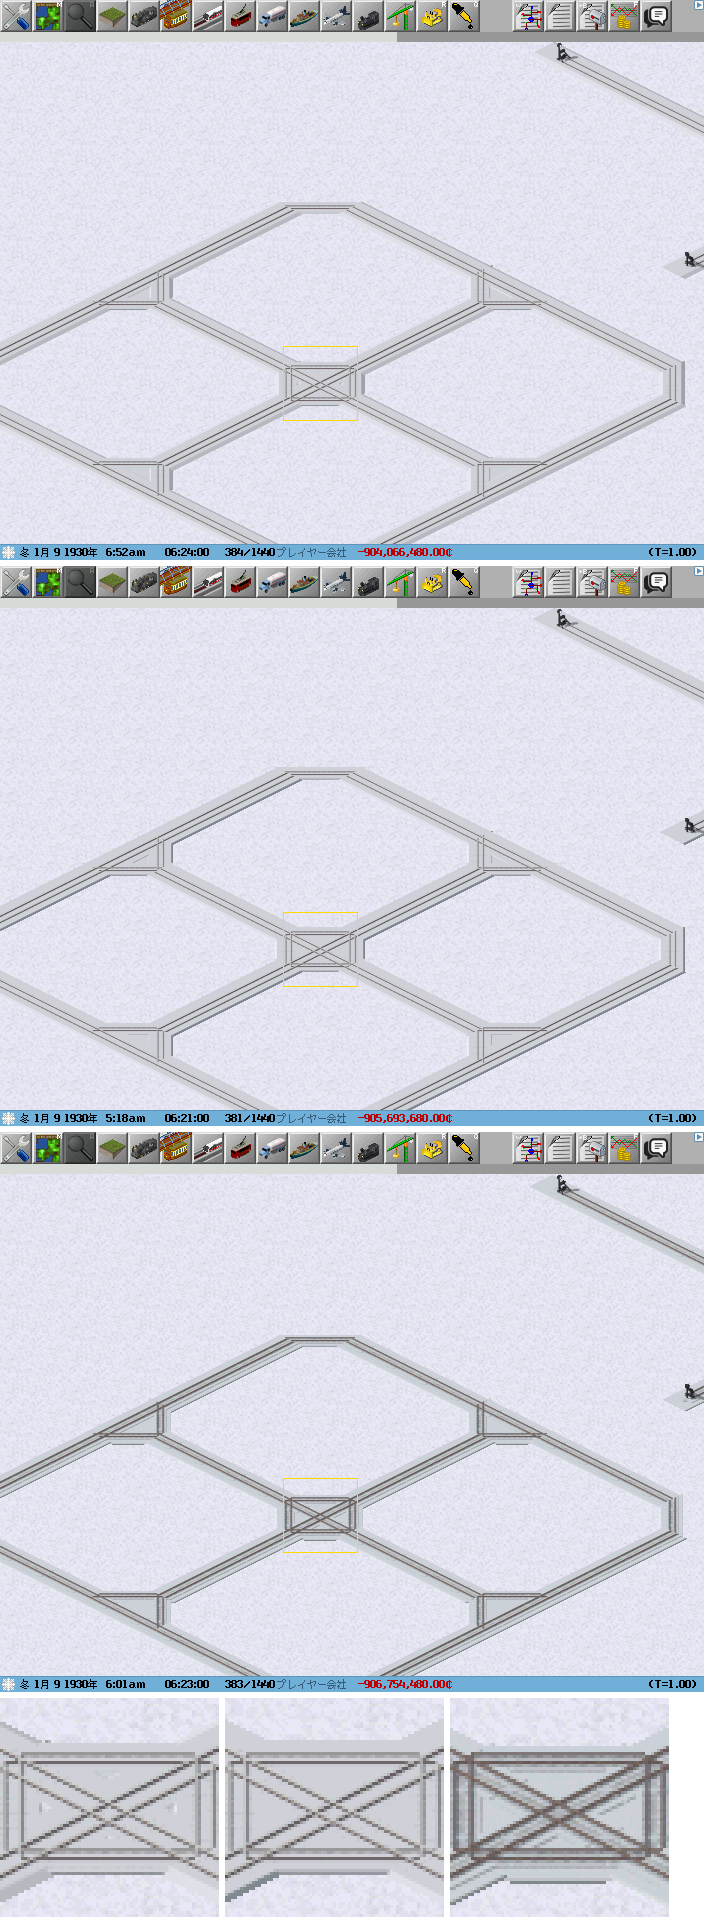 冬 1月 9 1930年 6:52am 06:24:00 384/1440 プレイヤー会社 -904,066,480.00¢ (T=1.00)
冬 1月 9 1930年 5:18am 06:21:00 381/1440 プレイヤー会社 -905,693,680.00¢ (T=1.00)
冬 1月 9 1930年 6:01am 06:23:00 383/1440 プレイヤー会社 -906,754,480.00¢ (T=1.00)